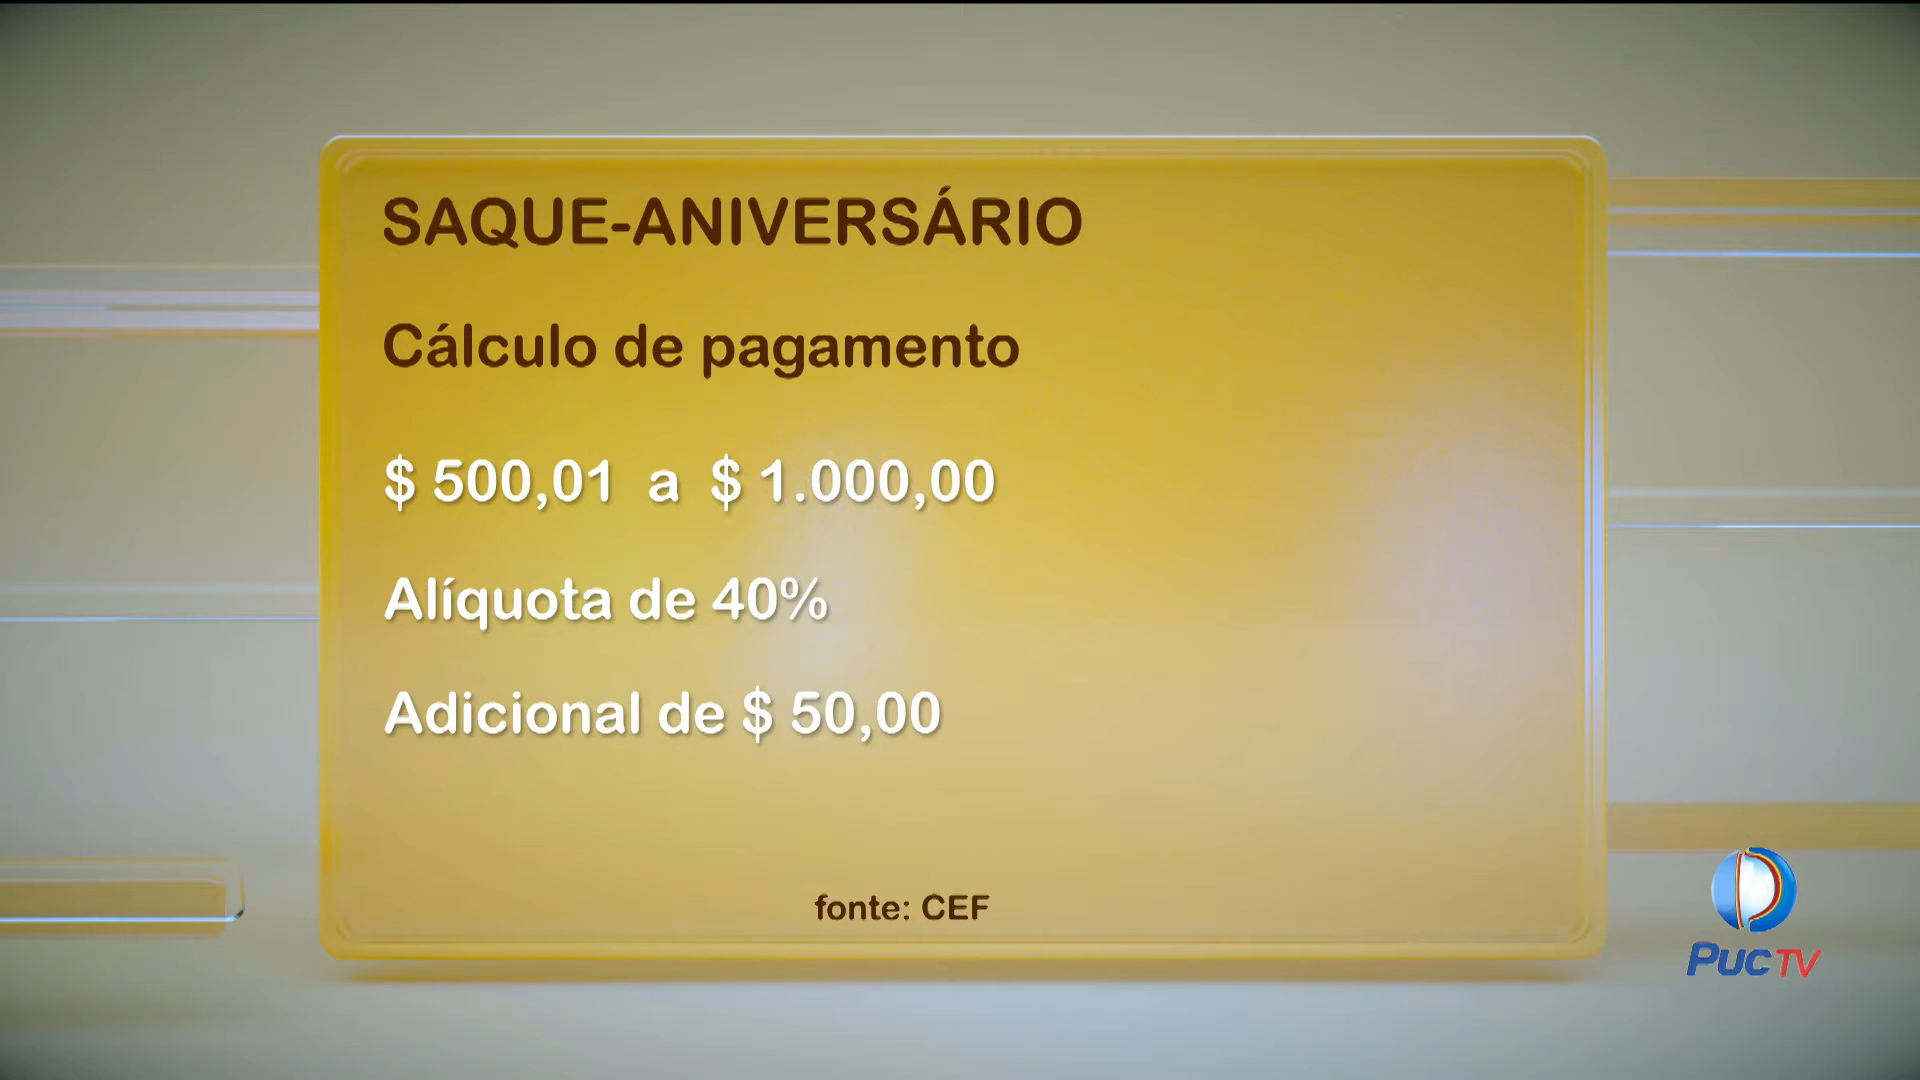 SAQUE-ANIVERSÁRIO
Cálculo de pagamento
$ 500,01 a $ 1.000,00
Alíquota de 40%
Adicional de $ 50,00
fonte: CEF
PUC TV